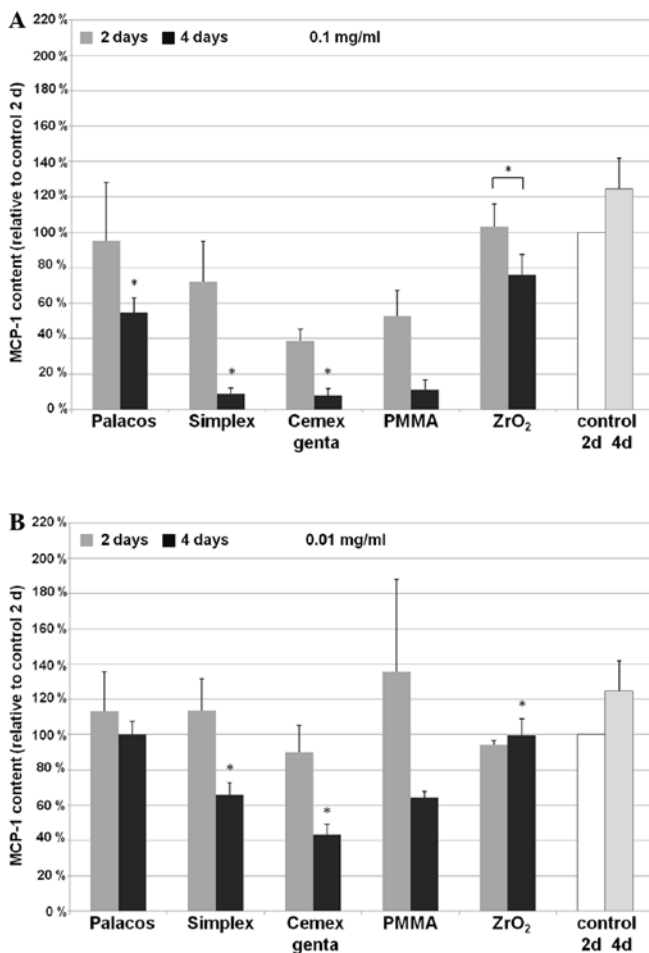 A
MCP-1 content (relative to control 2 d)
220 %
200 %
180 %
160 %
140 %
120 %
100 %
80 %
60 %
40 %
20 %
0 %
2 days 4 days 0.1 mg/ml
* * * *
Palacos Simplex Cemex PMMA ZrO₂ control
genta 2d 4d
B
MCP-1 content (relative to control 2 d)
220 %
200 %
180 %
160 %
140 %
120 %
100 %
80 %
60 %
40 %
20 %
0 %
2 days 4 days 0.01 mg/ml
* * *
Palacos Simplex Cemex PMMA ZrO₂ control
genta 2d 4d